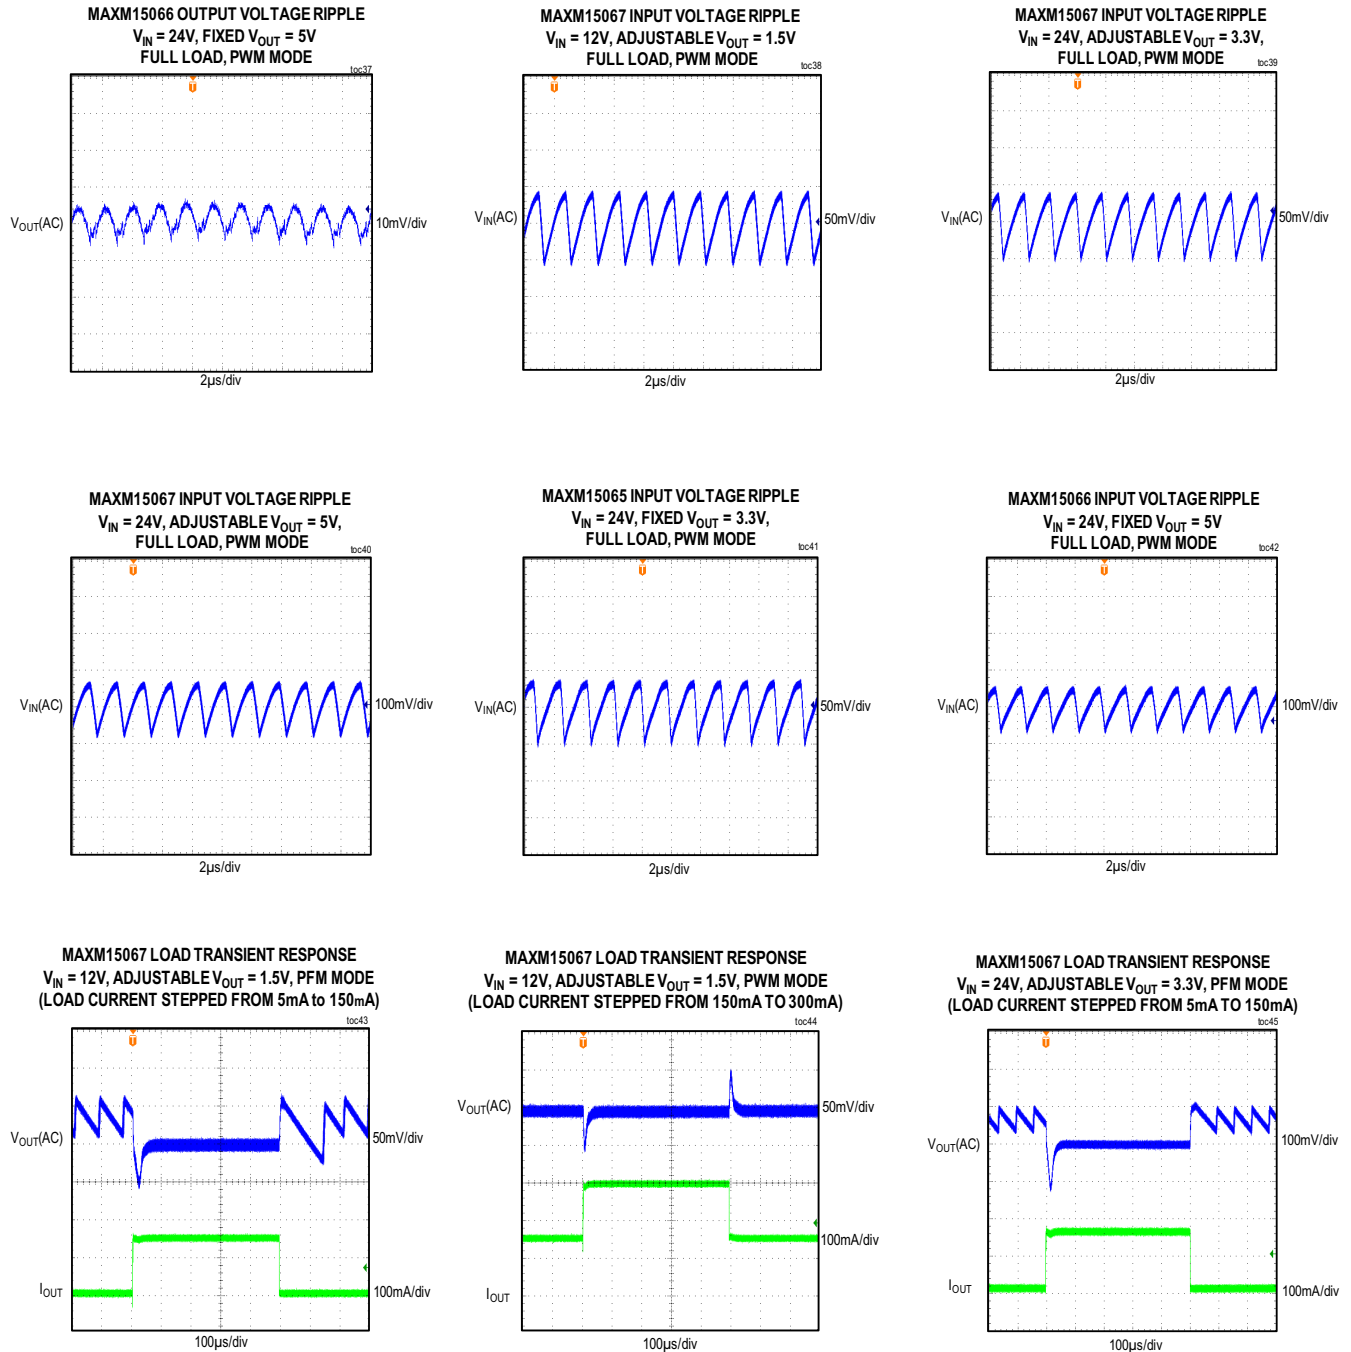 MAXM15066 OUTPUT VOLTAGE RIPPLE
VIN = 24V, FIXED VOUT = 5V
FULL LOAD, PWM MODE
toc37
T
VOUT(AC)
10mV/div
2µs/div
MAXM15067 INPUT VOLTAGE RIPPLE
VIN = 12V, ADJUSTABLE VOUT = 1.5V
FULL LOAD, PWM MODE
toc38
T
VIN(AC)
50mV/div
2µs/div
MAXM15067 INPUT VOLTAGE RIPPLE
VIN = 24V, ADJUSTABLE VOUT = 3.3V,
FULL LOAD, PWM MODE
toc39
T
VIN(AC)
50mV/div
2µs/div
MAXM15067 INPUT VOLTAGE RIPPLE
VIN = 24V, ADJUSTABLE VOUT = 5V,
FULL LOAD, PWM MODE
toc40
T
VIN(AC)
100mV/div
2µs/div
MAXM15065 INPUT VOLTAGE RIPPLE
VIN = 24V, FIXED VOUT = 3.3V,
FULL LOAD, PWM MODE
toc41
T
VIN(AC)
50mV/div
2µs/div
MAXM15066 INPUT VOLTAGE RIPPLE
VIN = 24V, FIXED VOUT = 5V
FULL LOAD, PWM MODE
toc42
T
VIN(AC)
100mV/div
2µs/div
MAXM15067 LOAD TRANSIENT RESPONSE
VIN = 12V, ADJUSTABLE VOUT = 1.5V, PFM MODE
(LOAD CURRENT STEPPED FROM 5mA to 150mA)
toc43
T
VOUT(AC)
50mV/div
IOUT
100mA/div
100µs/div
MAXM15067 LOAD TRANSIENT RESPONSE
VIN = 12V, ADJUSTABLE VOUT = 1.5V, PWM MODE
(LOAD CURRENT STEPPED FROM 150mA TO 300mA)
toc44
T
VOUT(AC)
50mV/div
100mA/div
IOUT
100µs/div
MAXM15067 LOAD TRANSIENT RESPONSE
VIN = 24V, ADJUSTABLE VOUT = 3.3V, PFM MODE
(LOAD CURRENT STEPPED FROM 5mA TO 150mA)
toc45
T
VOUT(AC)
100mV/div
IOUT
100mA/div
100µs/div